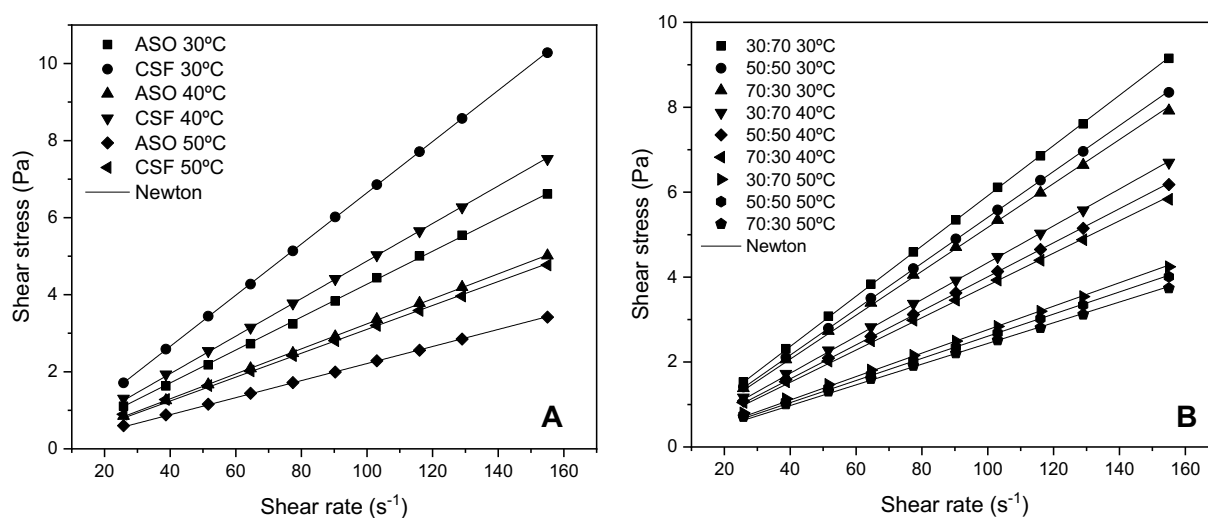 ASO 30ºC
CSF 30ºC
ASO 40ºC
CSF 40ºC
ASO 50ºC
CSF 50ºC
Newton
10
8
6
4
2
0
Shear stress (Pa)
20 40 60 80 100 120 140 160
Shear rate (s⁻¹)
A
30:70 30ºC
50:50 30ºC
70:30 30ºC
30:70 40ºC
50:50 40ºC
70:30 40ºC
30:70 50ºC
50:50 50ºC
70:30 50ºC
Newton
10
8
6
4
2
0
Shear stress (Pa)
20 40 60 80 100 120 140 160
Shear rate (s⁻¹)
B